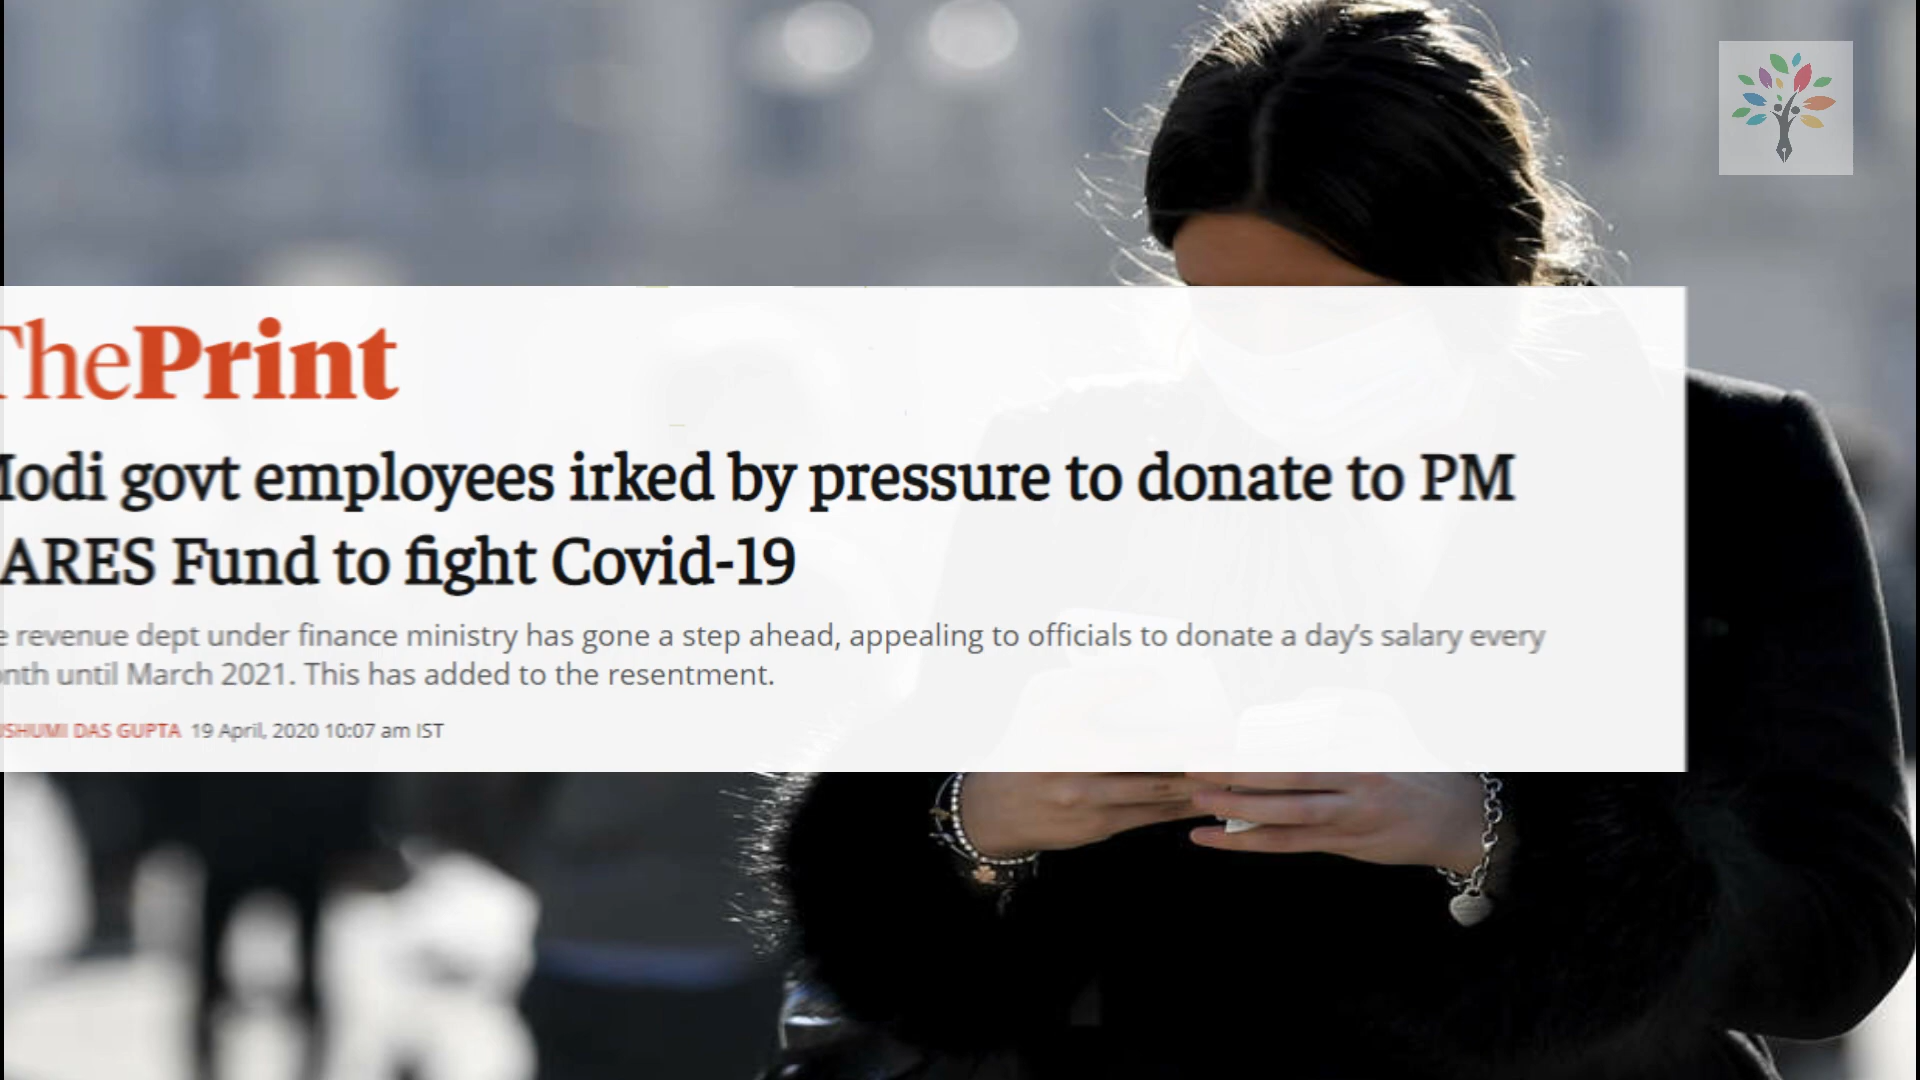 ThePrint
Modi govt employees irked by pressure to donate to PM
ARES Fund to fight Covid-19
e revenue dept under finance ministry has gone a step ahead, appealing to officials to donate a day's salary every
nth until March 2021. This has added to the resentment.
SHUMI DAS GUPTA 19 April, 2020 10:07 am IST